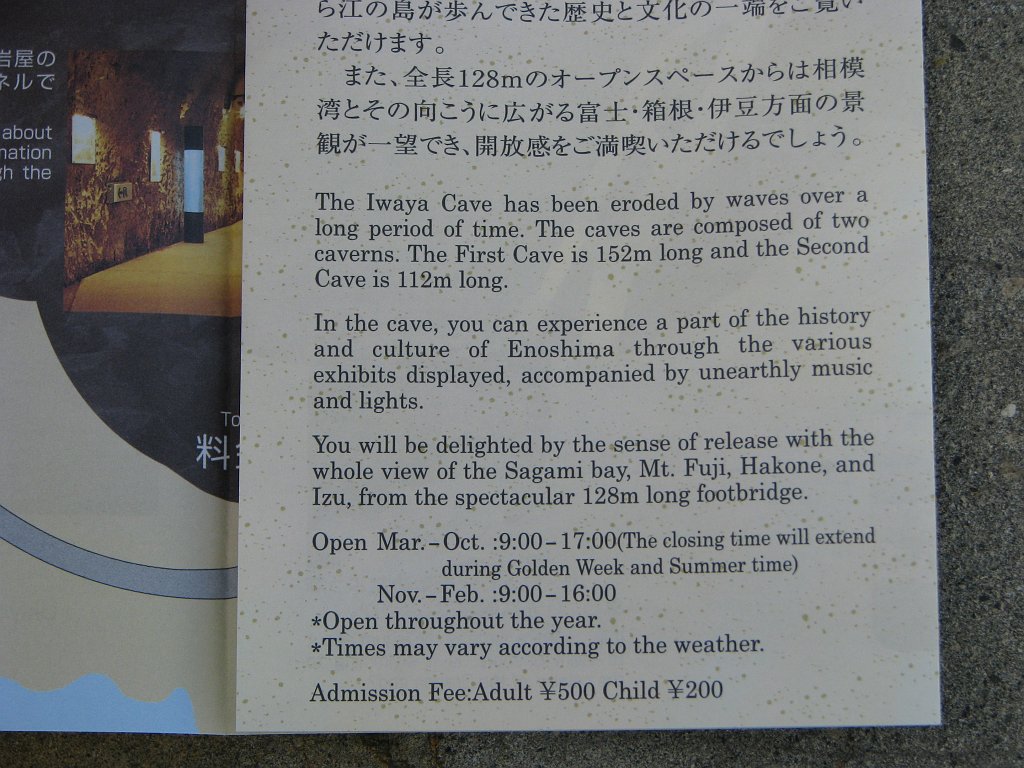 岩屋の
ネルで
about
mation
gh the
To
料
ら江の島が歩んできた歴史と文化の一端をご覧い
ただけます。
また、全長128mのオープンスペースからは相模
湾とその向こうに広がる富士・箱根・伊豆方面の景
観が一望でき、開放感をご満喫いただけるでしょう。
The Iwaya Cave has been eroded by waves over a
long period of time. The caves are composed of two
caverns. The First Cave is 152m long and the Second
Cave is 112m long.
In the cave, you can experience a part of the history
and culture of Enoshima through the various
exhibits displayed, accompanied by unearthly music
and lights.
You will be delighted by the sense of release with the
whole view of the Sagami bay, Mt. Fuji, Hakone, and
Izu, from the spectacular 128m long footbridge.
Open Mar.–Oct. :9:00–17:00(The closing time will extend
during Golden Week and Summer time)
Nov.–Feb. :9:00–16:00
*Open throughout the year.
*Times may vary according to the weather.
Admission Fee:Adult ¥500 Child ¥200